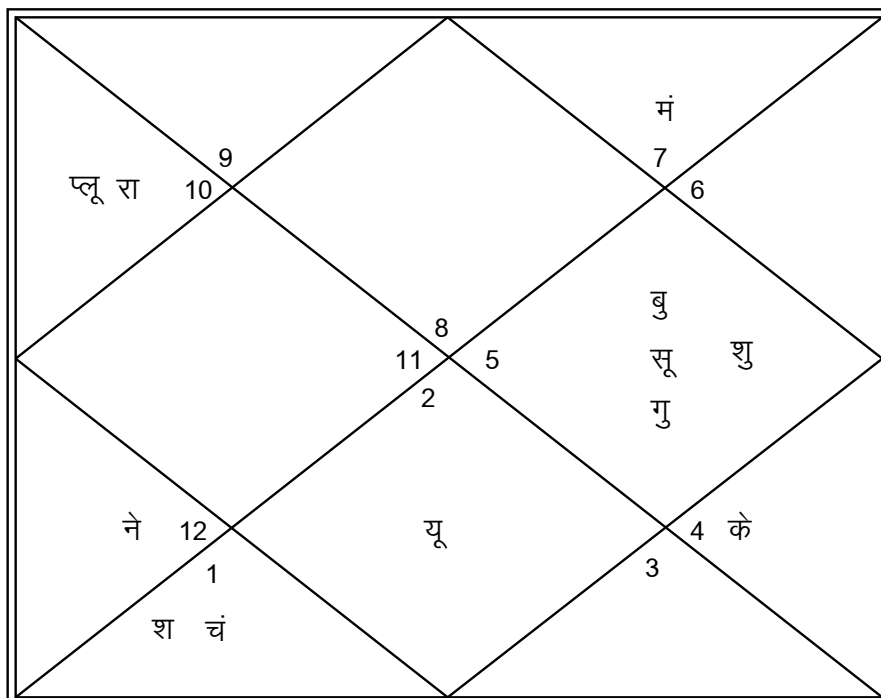 मं
9 7
प्लू रा 10 6
बु
8
11 5 सू शु
2
गु
ने 12 यू 4 के
1 3
श चं